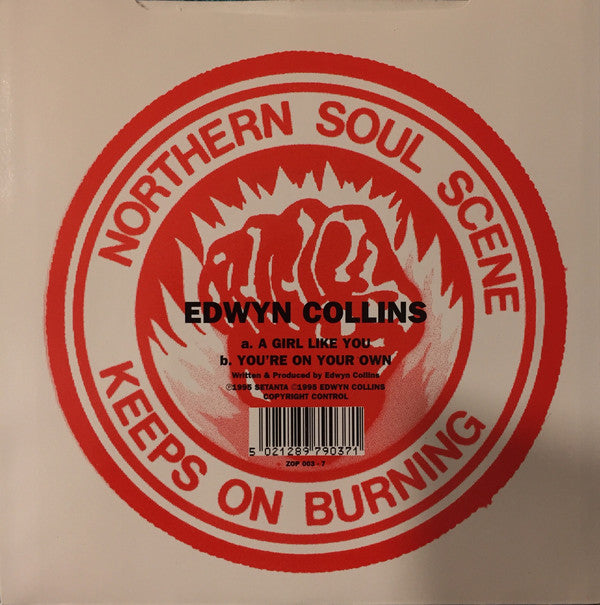 NORTHERN SOUL SCENE
EDWYN COLLINS
a. A GIRL LIKE YOU
b. YOU'RE ON YOUR OWN
Written & Produced by Edwyn Collins
℗1995 SETANTA ©1995 EDWYN COLLINS
COPYRIGHT CONTROL
5 021289 790371
ZOP 003 - 7
KEEPS ON BURNING